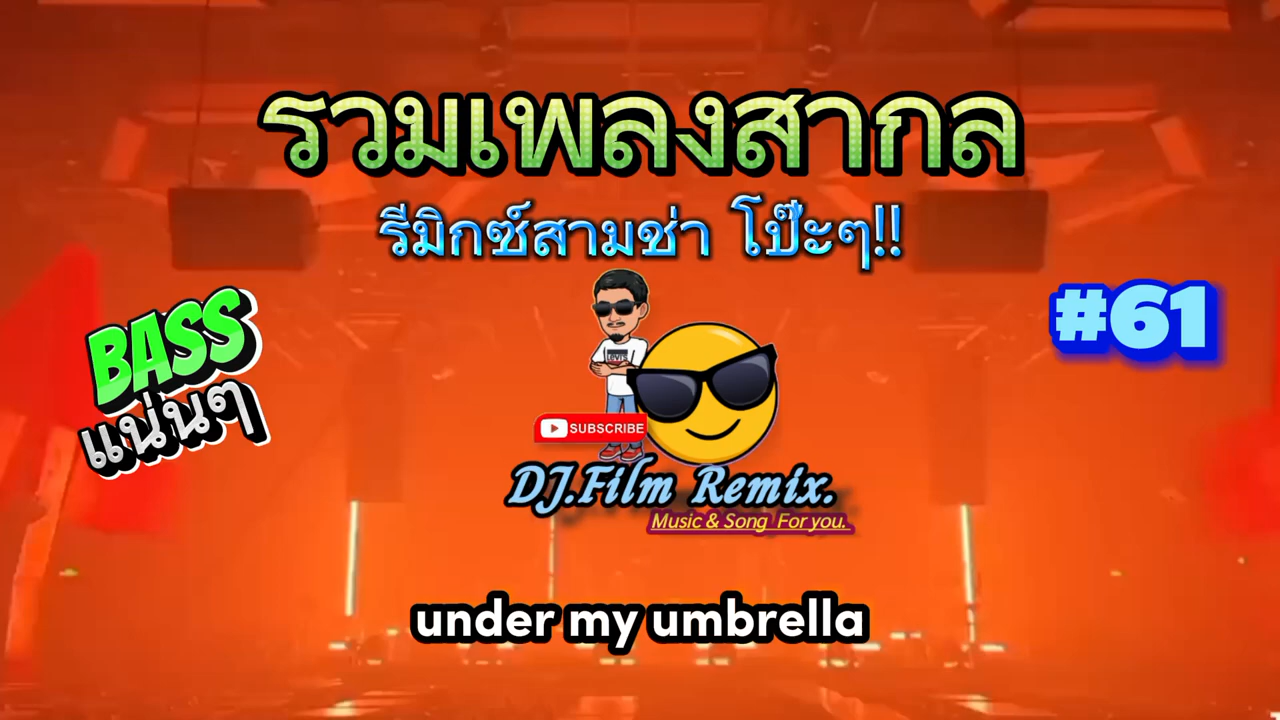 รวมเพลงสากล
รีมิกซ์สามช่า โป๊ะๆ!!
#61
BASS
แน่นๆ
LEVI'S
SUBSCRIBE
DJ.Film Remix.
Music & Song For you.
under my umbrella